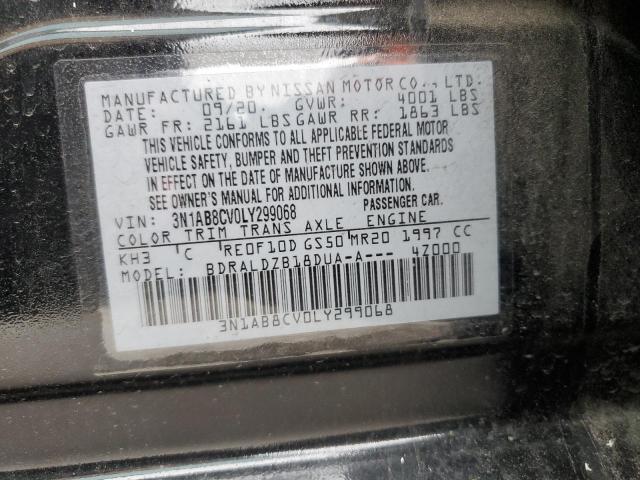 MANUFACTURED BY NISSAN MOTOR CO., LTD.
DATE: 09/20. GVWR: 4001 LBS
GAWR FR: 2161 LBS GAWR RR: 1863 LBS
THIS VEHICLE CONFORMS TO ALL APPLICABLE FEDERAL MOTOR
VEHICLE SAFETY, BUMPER AND THEFT PREVENTION STANDARDS
IN EFFECT ON THE DATE OF MANUFACTURE SHOWN ABOVE.
SEE OWNER'S MANUAL FOR ADDITIONAL INFORMATION.
VIN: 3N1AB8CV0LY299068 PASSENGER CAR.
COLOR TRIM TRANS AXLE ENGINE
KH3 C RE0F10D GS50 MR20 1997 CC
MODEL: BDRALDZB18DUA-A--- 4Z000
3N1AB8CV0LY299068